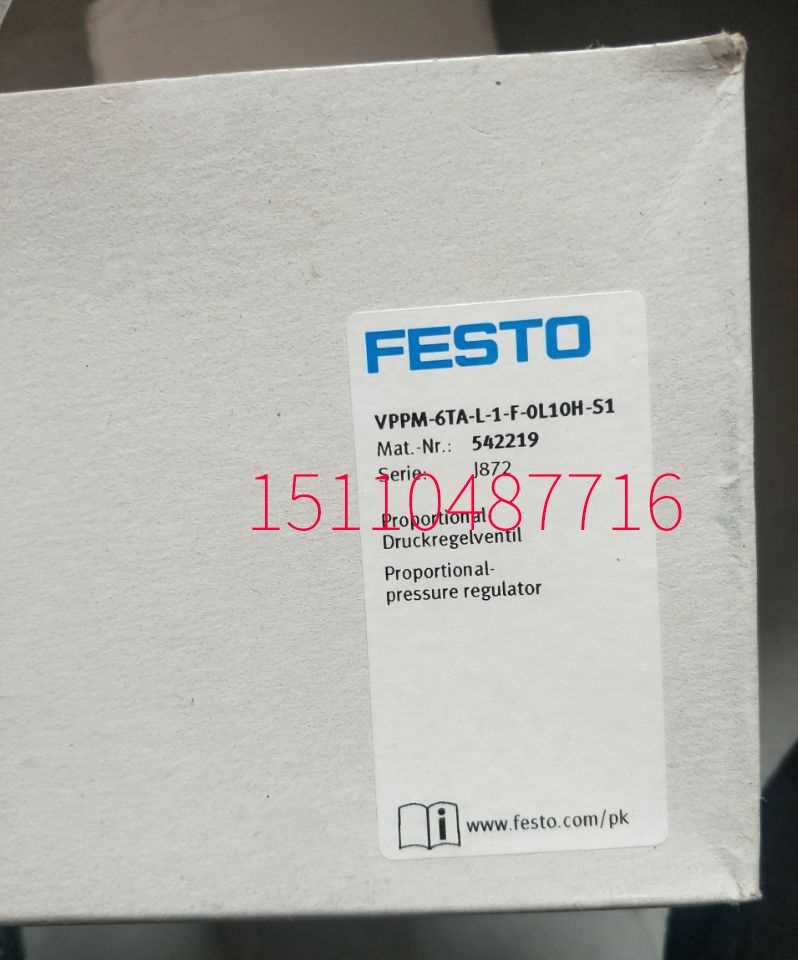 FESTO
VPPM-6TA-L-1-F-0L10H-S1
Mat.-Nr.: 542219
Serie: J872
15110487716
Proportional
Druckregelventil
Proportional-
pressure regulator
i www.festo.com/pk